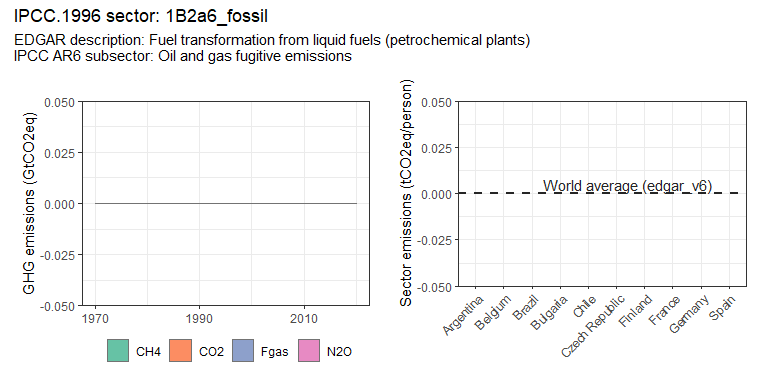 IPCC.1996 sector: 1B2a6_fossil
EDGAR description: Fuel transformation from liquid fuels (petrochemical plants)
IPCC AR6 subsector: Oil and gas fugitive emissions
GHG emissions (GtCO2eq)
0.050
0.025
0.000
-0.025
-0.050
1970
1990
2010
CH4
CO2
Fgas
N2O
Sector emissions (tCO2eq/person)
0.050
0.025
0.000
-0.025
-0.050
World average (edgar_v6)
Argentina
Belgium
Brazil
Bulgaria
Chile
Czech Republic
Finland
France
Germany
Spain